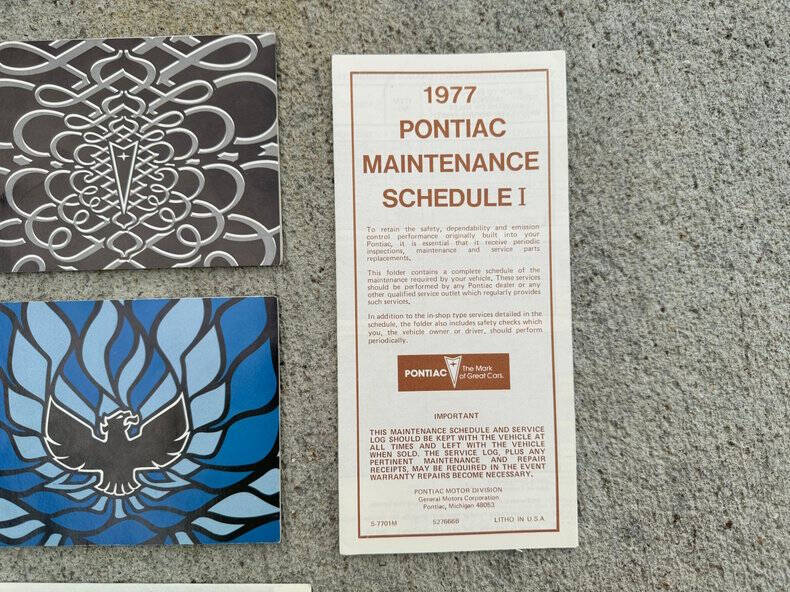 1977
PONTIAC
MAINTENANCE
SCHEDULE I
To retain the safety, dependability and emission
control performance originally built into your
Pontiac, it is essential that it receive periodic
inspections, maintenance and service parts
replacements.
This folder contains a complete schedule of the
maintenance required by your vehicle. These services
should be performed by any Pontiac dealer or any
other qualified service outlet which regularly provides
such services.
In addition to the in-shop type services detailed in the
schedule, the folder also includes safety checks which
you, the vehicle owner or driver, should perform
periodically.
PONTIAC The Mark
of Great Cars.
IMPORTANT
THIS MAINTENANCE SCHEDULE AND SERVICE
LOG SHOULD BE KEPT WITH THE VEHICLE AT
ALL TIMES AND LEFT WITH THE VEHICLE
WHEN SOLD. THE SERVICE LOG, PLUS ANY
PERTINENT MAINTENANCE AND REPAIR
RECEIPTS, MAY BE REQUIRED IN THE EVENT
WARRANTY REPAIRS BECOME NECESSARY.
PONTIAC MOTOR DIVISION
General Motors Corporation
Pontiac, Michigan 48053
S-7701M 5276668 LITHO IN U.S.A